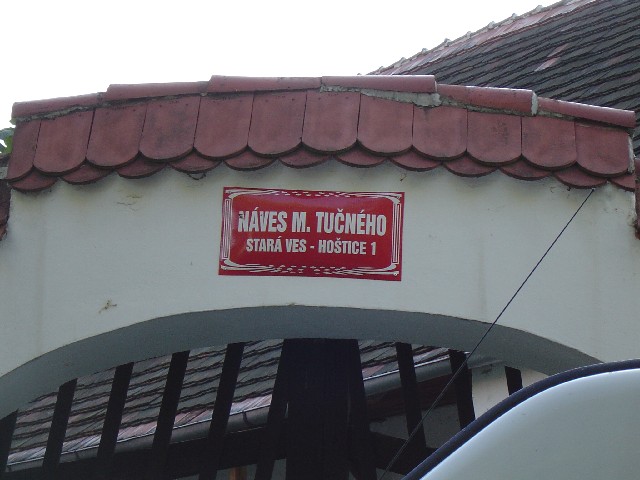 NÁVES M. TUČNÉHO
STARÁ VES - HOŠTICE 1